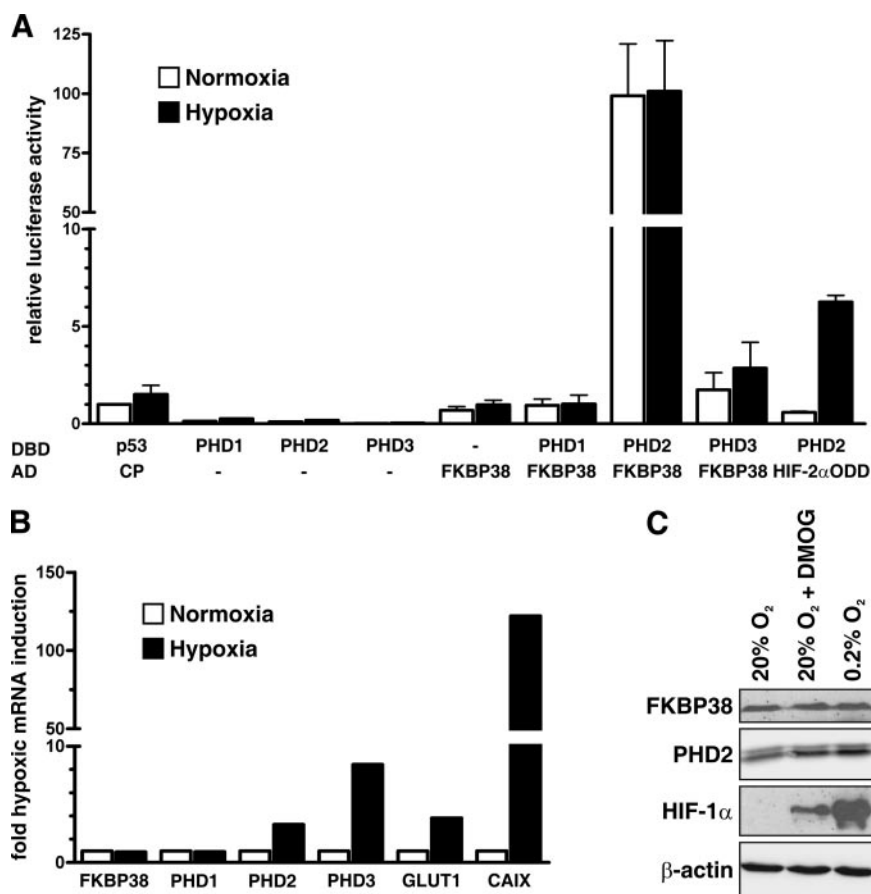 A
125
100
75
50
10
5
0
relative luciferase activity
Normoxia
Hypoxia
DBD p53 PHD1 PHD2 PHD3 - PHD1 PHD2 PHD3 PHD2
AD CP - - - FKBP38 FKBP38 FKBP38 FKBP38 HIF-2αODD
B
150
100
50
10
0
fold hypoxic mRNA induction
Normoxia
Hypoxia
FKBP38 PHD1 PHD2 PHD3 GLUT1 CAIX
C
20% O₂
20% O₂ + DMOG
0.2% O₂
FKBP38
PHD2
HIF-1α
β-actin